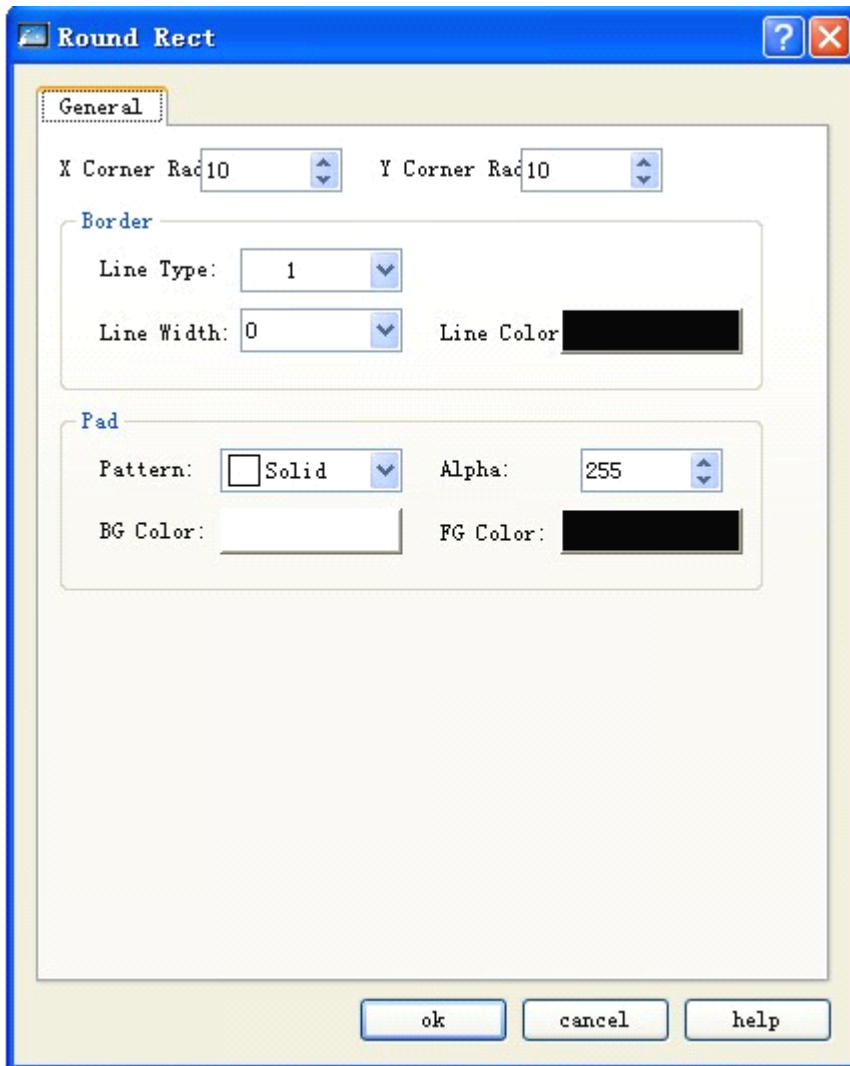 Round Rect
General
X Corner Rad 10 Y Corner Rad 10
Border
Line Type: 1
Line Width: 0 Line Color
Pad
Pattern: Solid Alpha: 255
BG Color: FG Color:
ok cancel help